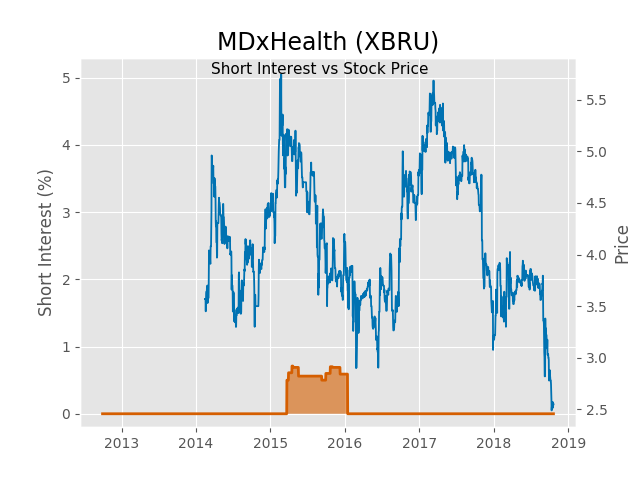 MDxHealth (XBRU)
Short Interest vs Stock Price
Short Interest (%)
5
4
3
2
1
0
5.5
5.0
4.5
4.0
3.5
3.0
2.5
Price
2013 2014 2015 2016 2017 2018 2019